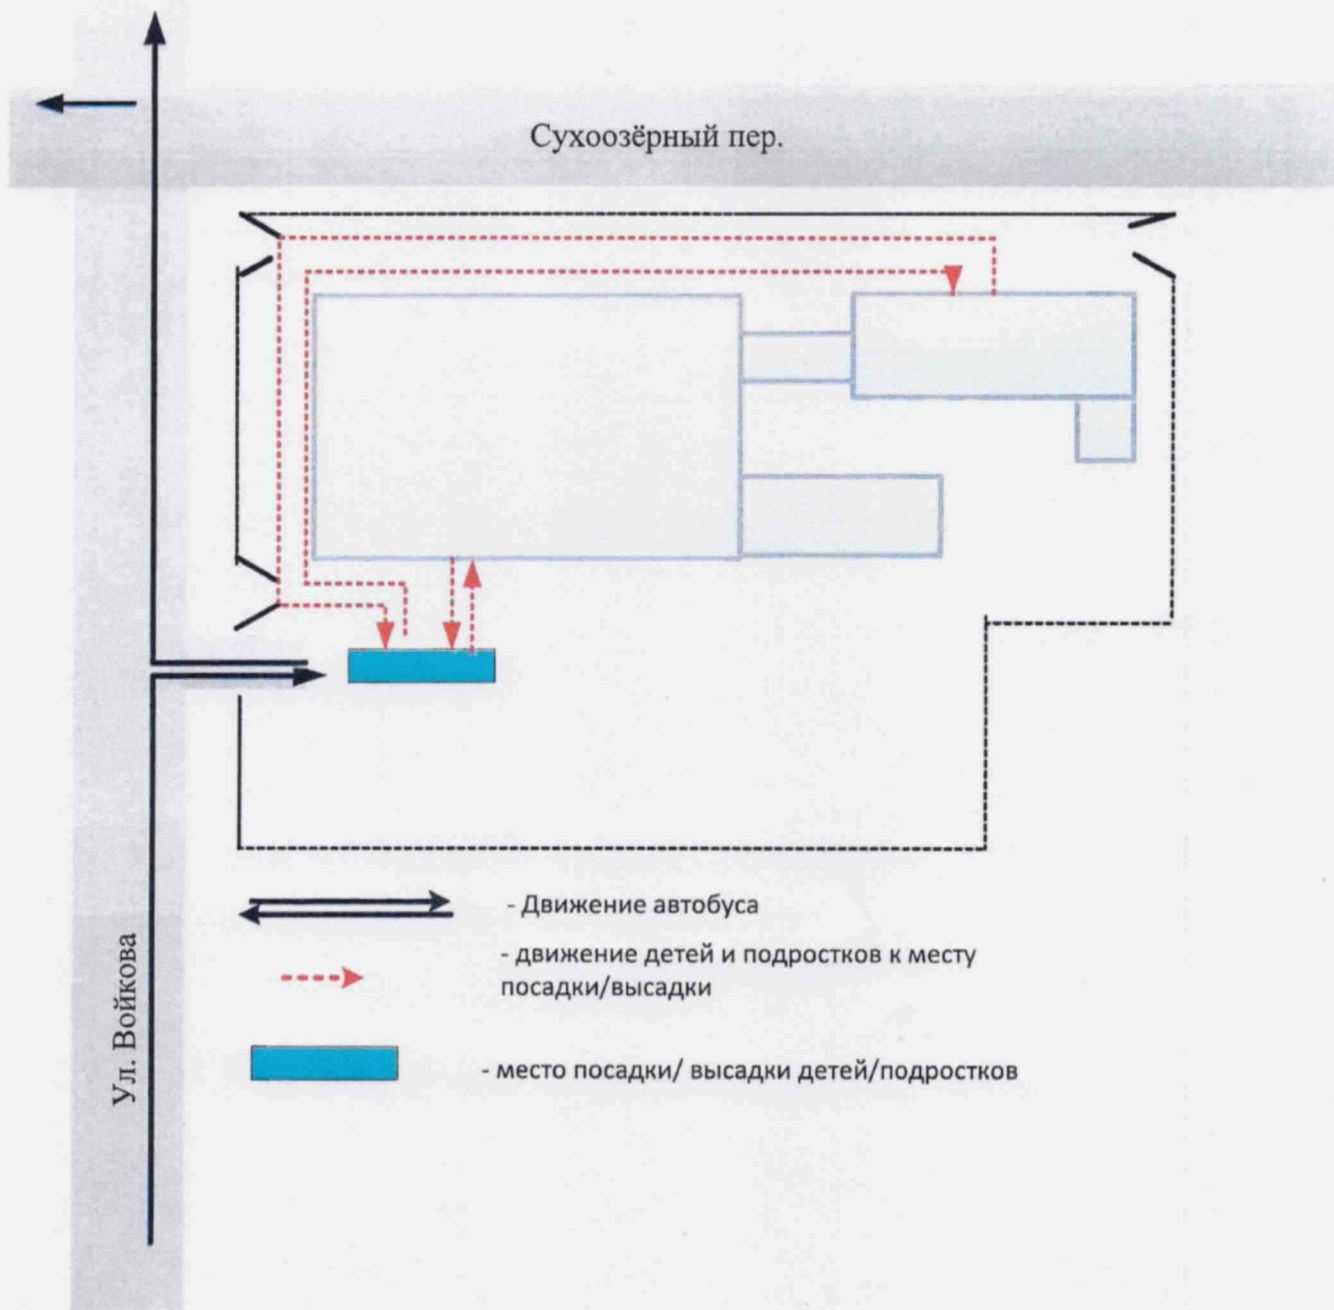 Сухоозёрный пер.
- Движение автобуса
- движение детей и подростков к месту
посадки/высадки
Ул. Войкова
- место посадки/ высадки детей/подростков